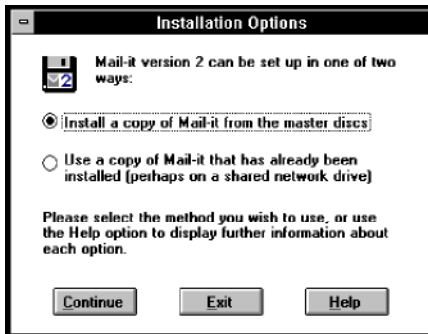 Installation Options
Mail-it version 2 can be set up in one of two
ways:
2
Install a copy of Mail-it from the master discs
Use a copy of Mail-it that has already been
installed (perhaps on a shared network drive)
Please select the method you wish to use, or use
the Help option to display further information about
each option.
Continue Exit Help